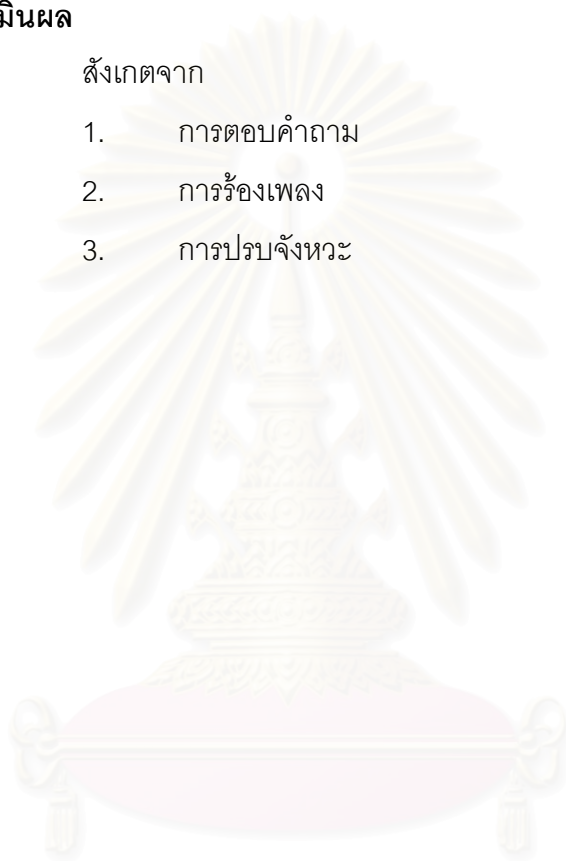 มินผล
สังเกตจาก
1. การตอบคำถาม
2. การร้องเพลง
3. การปรบจังหวะ